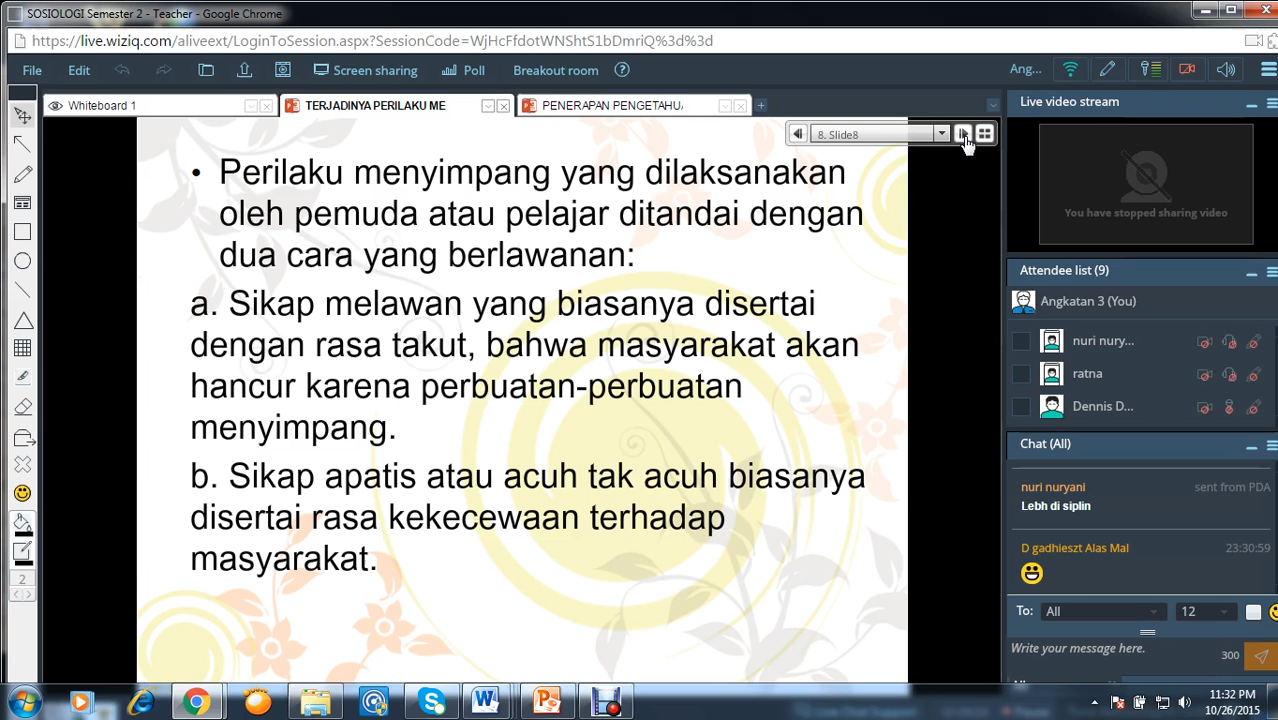 SOSIOLOGI Semester 2 - Teacher - Google Chrome
https://live.wiziq.com/aliveext/LoginToSession.aspx?SessionCode=WjHcFfdotWNShtS1bDmriQ%3d%3d
File Edit Screen sharing Poll Breakout room Ang...
Whiteboard 1 TERJADINYA PERILAKU ME PENERAPAN PENGETAHU
8. Slide8
• Perilaku menyimpang yang dilaksanakan
oleh pemuda atau pelajar ditandai dengan
dua cara yang berlawanan:
a. Sikap melawan yang biasanya disertai
dengan rasa takut, bahwa masyarakat akan
hancur karena perbuatan-perbuatan
menyimpang.
b. Sikap apatis atau acuh tak acuh biasanya
disertai rasa kekecewaan terhadap
masyarakat.
2
Live video stream
You have stopped sharing video
Attendee list (9)
Angkatan 3 (You)
nuri nury...
ratna
Dennis D...
Chat (All)
nuri nuryani sent from PDA
Lebh di siplin
D gadhieszt Alas Mal 23:30:59
To: All 12
Write your message here. 300
11:32 PM
10/26/2015